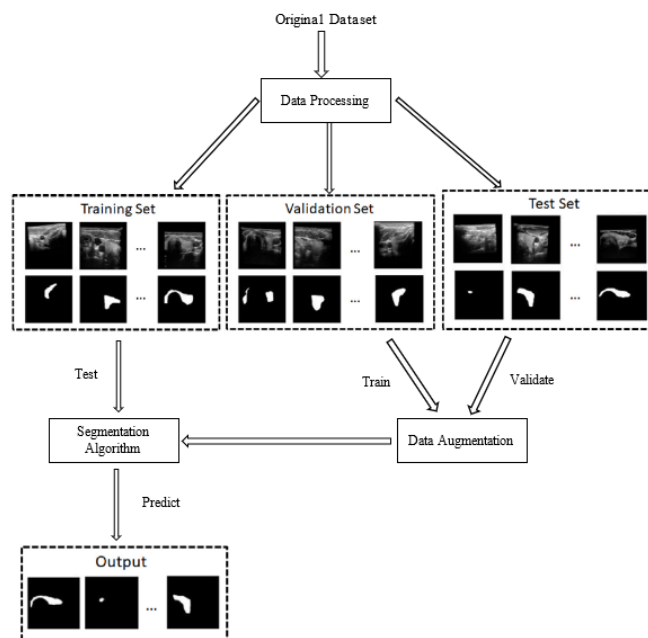 Original Dataset
Data Processing
Training Set
...
...
Validation Set
...
...
Test Set
...
...
Test
Train
Validate
Segmentation
Algorithm
Data Augmentation
Predict
Output
...